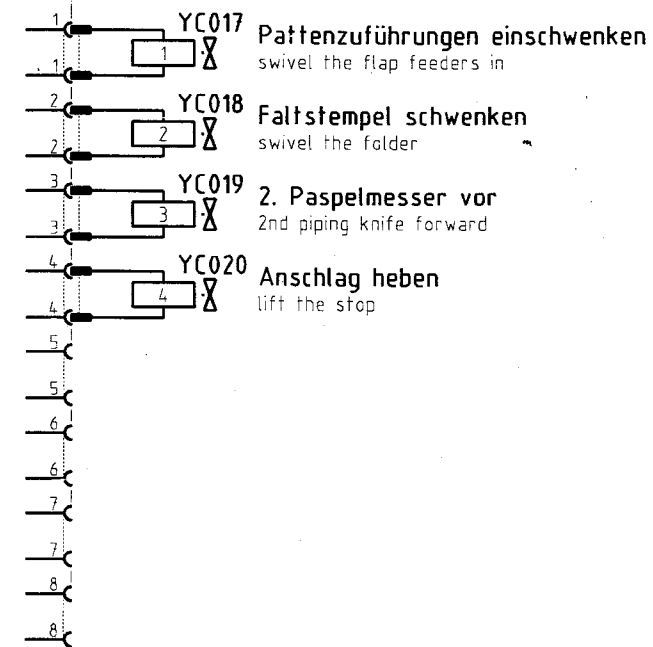 1 YC017 Pattenzuführungen einschwenken
1 1 swivel the flap feeders in
2 YC018 Faltstempel schwenken
2 2 swivel the folder
3 YC019 2. Paspelmesser vor
3 3 2nd piping knife forward
4 YC020 Anschlag heben
4 4 lift the stop
5
5
6
6
7
7
8
8